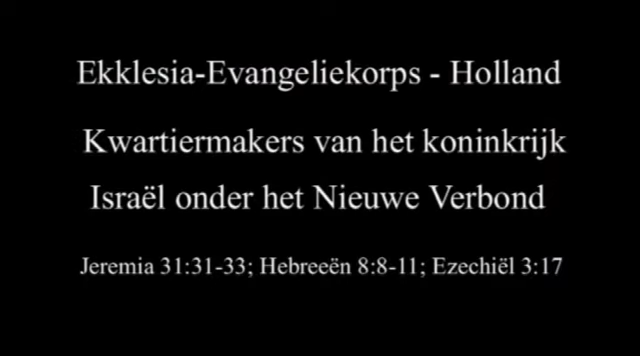 Ekklesia-Evangeliekorps - Holland
Kwartiermakers van het koninkrijk
Israël onder het Nieuwe Verbond
Jeremia 31:31-33; Hebreeën 8:8-11; Ezechiël 3:17